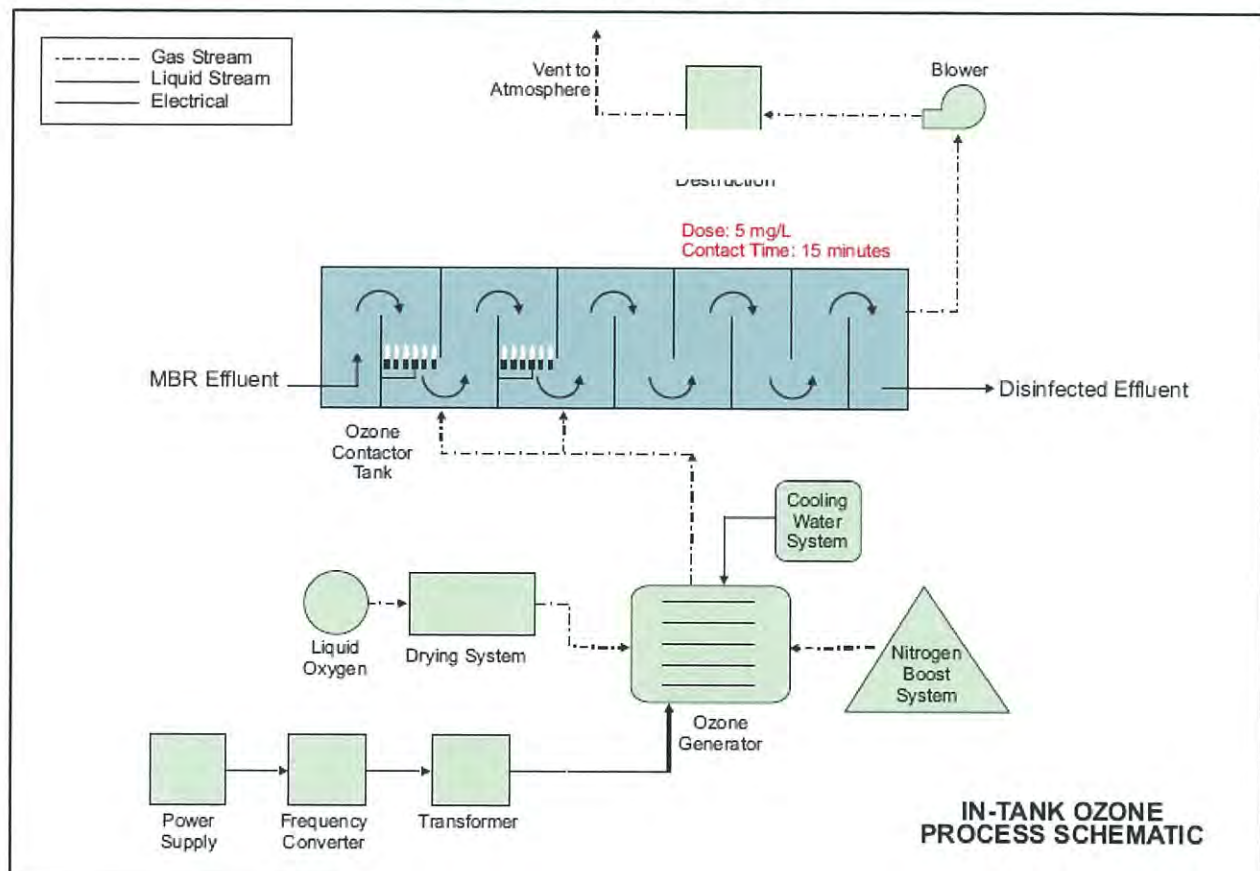 Gas Stream
Liquid Stream
Electrical
Vent to
Atmosphere
Blower
Destruction
Dose: 5 mg/L
Contact Time: 15 minutes
MBR Effluent
Disinfected Effluent
Ozone
Contactor
Tank
Cooling
Water
System
Liquid
Oxygen
Drying System
Nitrogen
Boost
System
Ozone
Generator
Power
Supply
Frequency
Converter
Transformer
IN-TANK OZONE
PROCESS SCHEMATIC